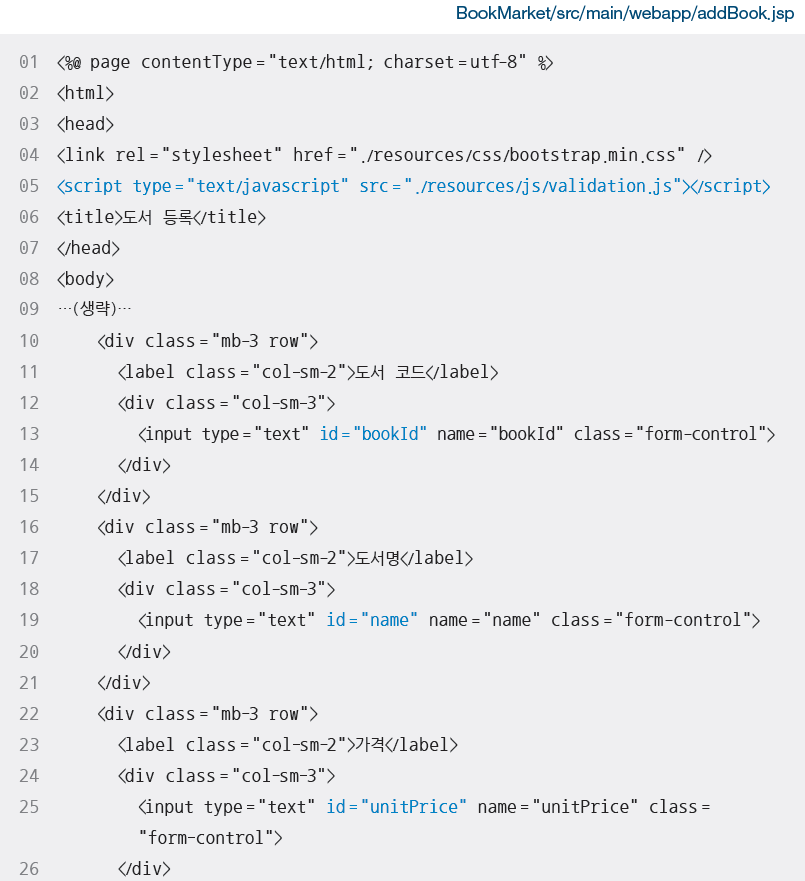 BookMarket/src/main/webapp/addBook.jsp
01 <%@ page contentType="text/html; charset=utf-8" %>
02 <html>
03 <head>
04 <link rel="stylesheet" href="./resources/css/bootstrap.min.css" />
05 <script type="text/javascript" src="./resources/js/validation.js"></script>
06 <title>도서 등록</title>
07 </head>
08 <body>
09 …(생략)…
10 <div class="mb-3 row">
11 <label class="col-sm-2">도서 코드</label>
12 <div class="col-sm-3">
13 <input type="text" id="bookId" name="bookId" class="form-control">
14 </div>
15 </div>
16 <div class="mb-3 row">
17 <label class="col-sm-2">도서명</label>
18 <div class="col-sm-3">
19 <input type="text" id="name" name="name" class="form-control">
20 </div>
21 </div>
22 <div class="mb-3 row">
23 <label class="col-sm-2">가격</label>
24 <div class="col-sm-3">
25 <input type="text" id="unitPrice" name="unitPrice" class=
"form-control">
26 </div>